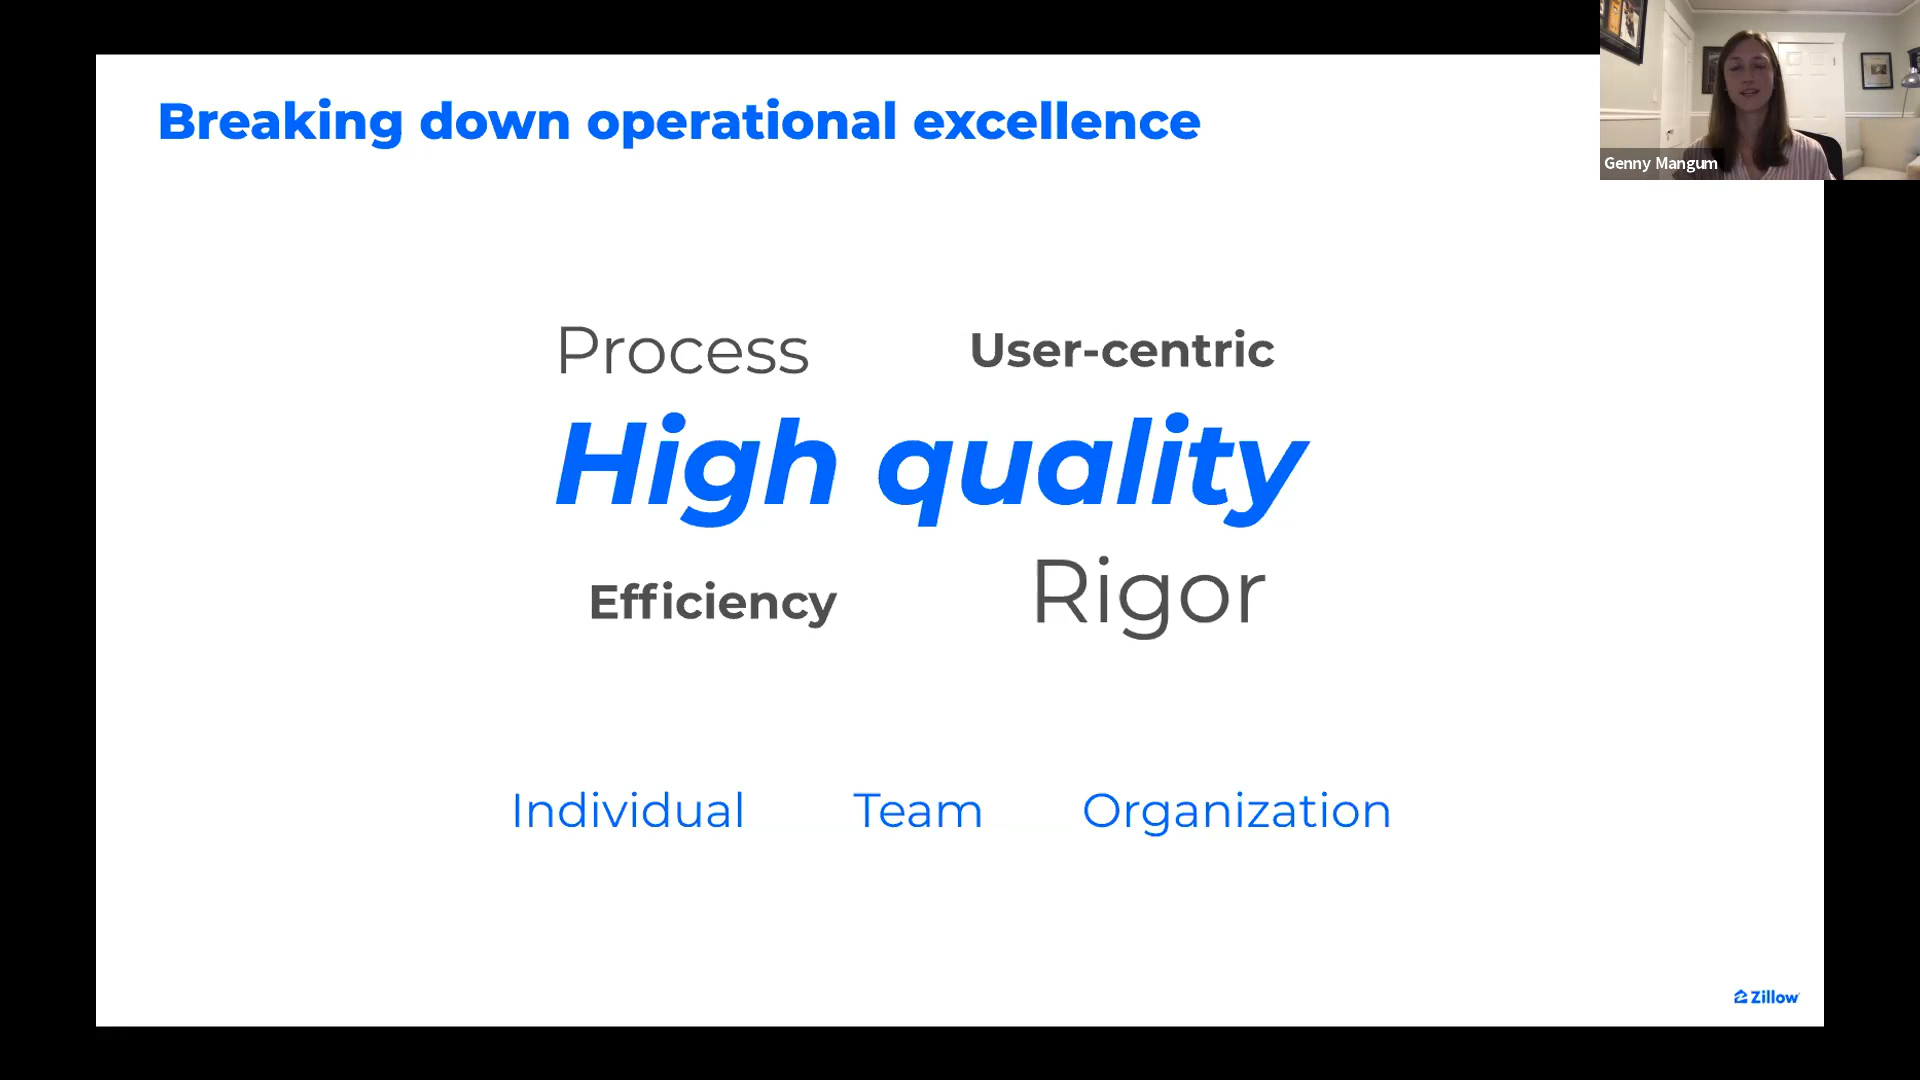 Breaking down operational excellence
Genny Mangum
Process User-centric
High quality
Efficiency Rigor
Individual Team Organization
Zillow